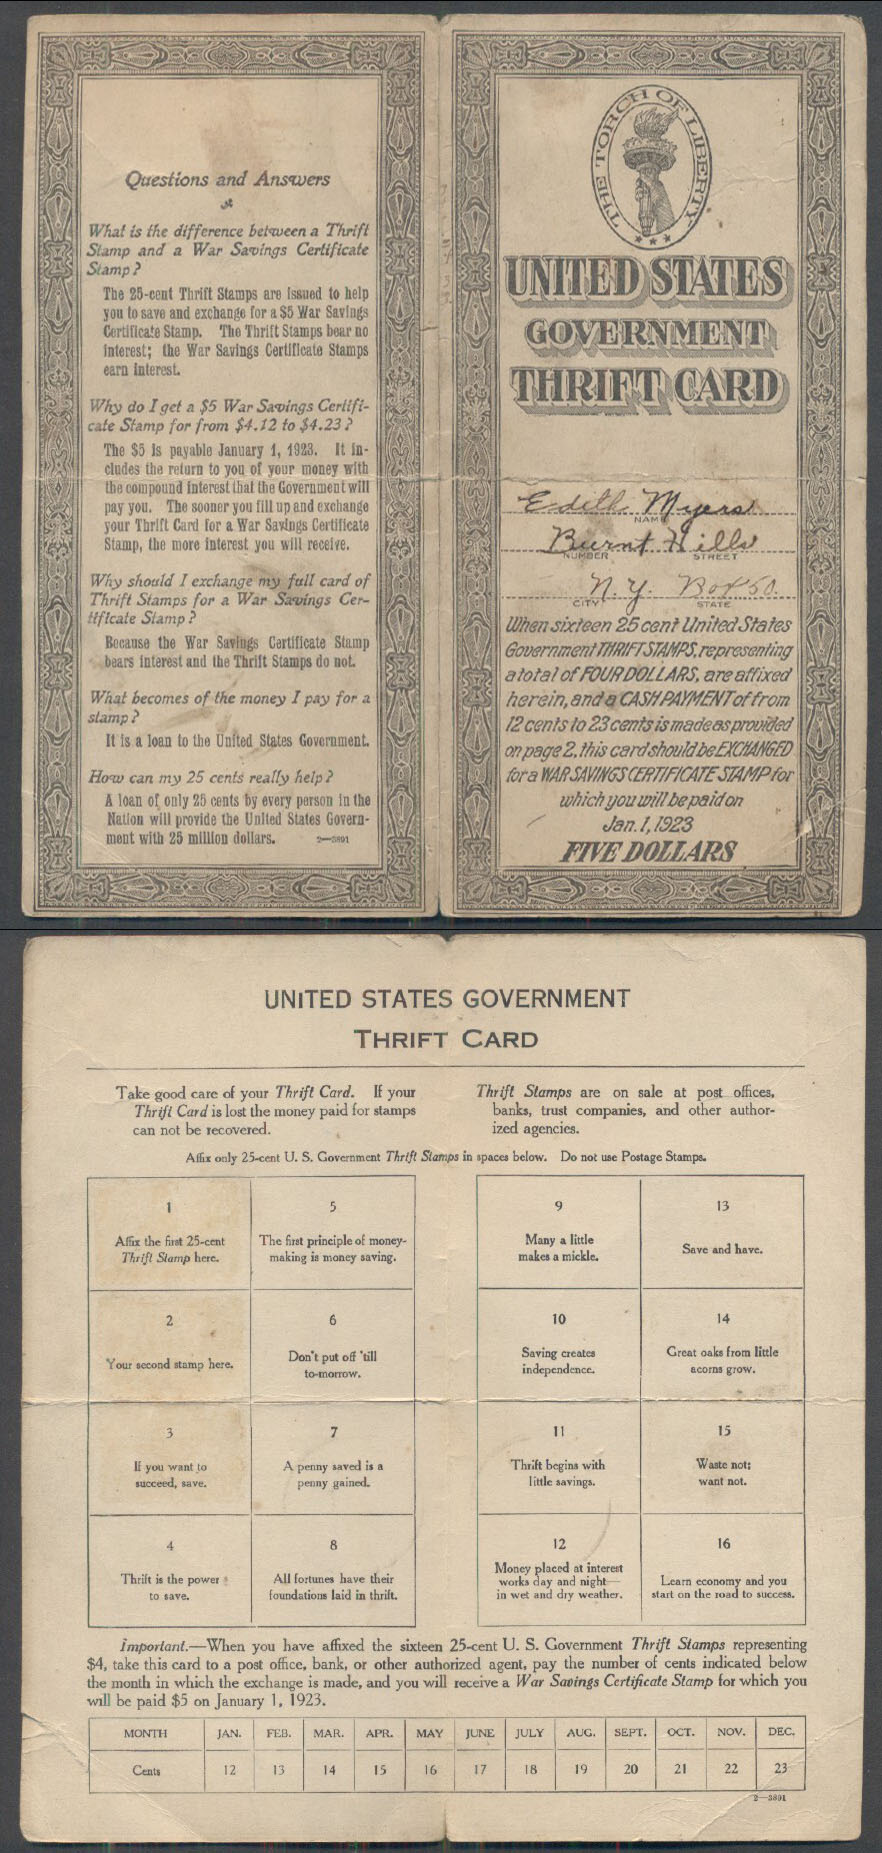 Questions and Answers
What is the difference between a Thrift
Stamp and a War Savings Certificate
Stamp?
The 25-cent Thrift Stamps are issued to help
you to save and exchange for a $5 War Savings
Certificate Stamp. The Thrift Stamps bear no
interest; the War Savings Certificate Stamps
earn interest.
Why do I get a $5 War Savings Certifi-
cate Stamp for from $4.12 to $4.23?
The $5 is payable January 1, 1923. It in-
cludes the return to you of your money with
the compound interest that the Government will
pay you. The sooner you fill up and exchange
your Thrift Card for a War Savings Certificate
Stamp, the more interest you will receive.
Why should I exchange my full card of
Thrift Stamps for a War Savings Cer-
tificate Stamp?
Because the War Savings Certificate Stamp
bears interest and the Thrift Stamps do not.
What becomes of the money I pay for a
stamp?
It is a loan to the United States Government.
How can my 25 cents really help?
A loan of only 25 cents by every person in the
Nation will provide the United States Govern-
ment with 25 million dollars. 2—3891
THE TORCH OF LIBERTY
UNITED STATES
GOVERNMENT
THRIFT CARD
Edith Myers
NAME
Burnt Hills
NUMBER STREET
N.Y. Box 50.
CITY STATE
When sixteen 25 cent United States
Government THRIFT STAMPS, representing
a total of FOUR DOLLARS, are affixed
herein, and a CASH PAYMENT of from
12 cents to 23 cents is made as provided
on page 2, this card should be EXCHANGED
for a WAR SAVINGS CERTIFICATE STAMP for
which you will be paid on
Jan. 1, 1923
FIVE DOLLARS
UNITED STATES GOVERNMENT
THRIFT CARD
Take good care of your Thrift Card. If your
Thrift Card is lost the money paid for stamps
can not be recovered.
Thrift Stamps are on sale at post offices,
banks, trust companies, and other author-
ized agencies.
Affix only 25-cent U. S. Government Thrift Stamps in spaces below. Do not use Postage Stamps.
1
Affix the first 25-cent
Thrift Stamp here.
5
The first principle of money-
making is money saving.
9
Many a little
makes a mickle.
13
Save and have.
2
Your second stamp here.
6
Don't put off 'till
to-morrow.
10
Saving creates
independence.
14
Great oaks from little
acorns grow.
3
If you want to
succeed, save.
7
A penny saved is a
penny gained.
11
Thrift begins with
little savings.
15
Waste not;
want not.
4
Thrift is the power
to save.
8
All fortunes have their
foundations laid in thrift.
12
Money placed at interest
works day and night—
in wet and dry weather.
16
Learn economy and you
start on the road to success.
Important.—When you have affixed the sixteen 25-cent U. S. Government Thrift Stamps representing
$4, take this card to a post office, bank, or other authorized agent, pay the number of cents indicated below
the month in which the exchange is made, and you will receive a War Savings Certificate Stamp for which you
will be paid $5 on January 1, 1923.
MONTH JAN. FEB. MAR. APR. MAY JUNE JULY AUG. SEPT. OCT. NOV. DEC.
Cents 12 13 14 15 16 17 18 19 20 21 22 23
2—3891